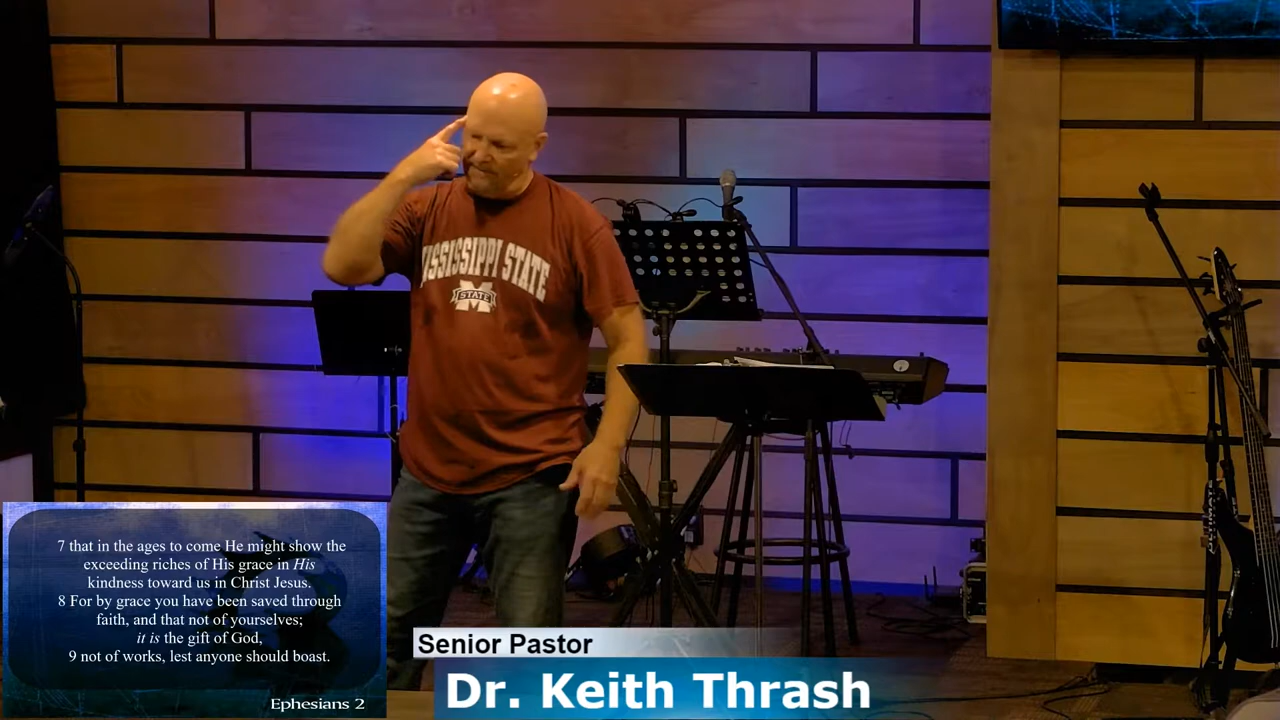 MISSISSIPPI STATE
STATE
7 that in the ages to come He might show the
exceeding riches of His grace in His
kindness toward us in Christ Jesus.
8 For by grace you have been saved through
faith, and that not of yourselves;
it is the gift of God,
9 not of works, lest anyone should boast.
Ephesians 2
Senior Pastor
Dr. Keith Thrash